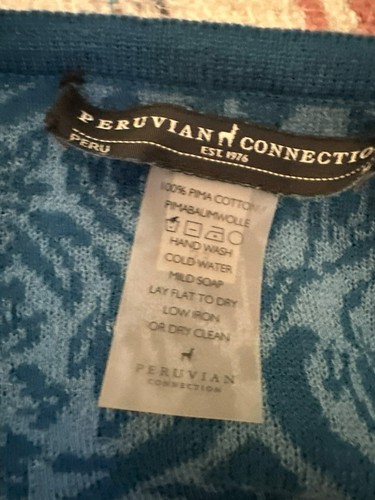 PERUVIAN CONNECTIO
EST. 1976
PERU
100% PIMA COTTON/
PIMABAUMWOLLE
HAND WASH
COLD WATER
MILD SOAP
LAY FLAT TO DRY
LOW IRON
OR DRY CLEAN
PERUVIAN
CONNECTION